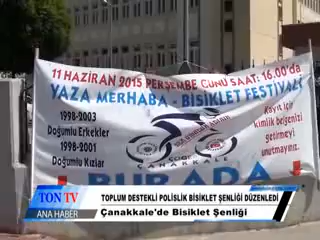 11 HAZİRAN 2015 PERŞEMBE GÜNÜ SAAT: 16.00'da
YAZA MERHABA - BİSİKLET FESTİVALİ
1998-2003
Doğumlu Erkekler
1998-2001
Doğumlu Kızlar
ÇANAKKALE
Kayıt için
kimlik belgenizi
getirmeyi
unutmayınız.
BURADA
TON TV
ANA HABER
TOPLUM DESTEKLİ POLİSLİK BİSİKLET ŞENLİĞİ DÜZENLEDİ
Çanakkale'de Bisiklet Şenliği